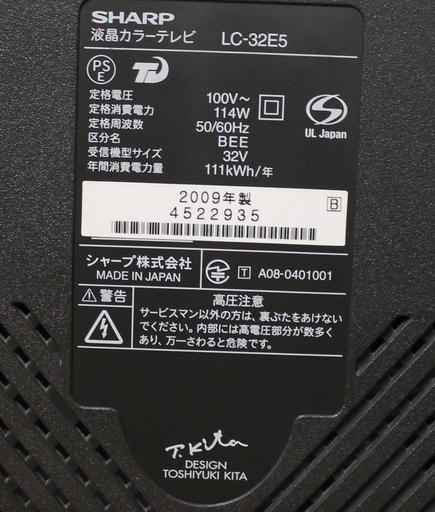 SHARP
液晶カラーテレビ LC-32E5
PS E
定格電圧 100V～
定格消費電力 114W
定格周波数 50/60Hz
区分名 BEE
受信機型サイズ 32V
年間消費電力量 111kWh/年
UL Japan
2009年製 B
4522935
シャープ株式会社
MADE IN JAPAN
T A08-0401001
警告 高圧注意
サービスマン以外の方は、裏ぶたをあけない
でください。内部には高電圧部分が数多く
あり、万一さわると危険です。
T. Kita
DESIGN
TOSHIYUKI KITA